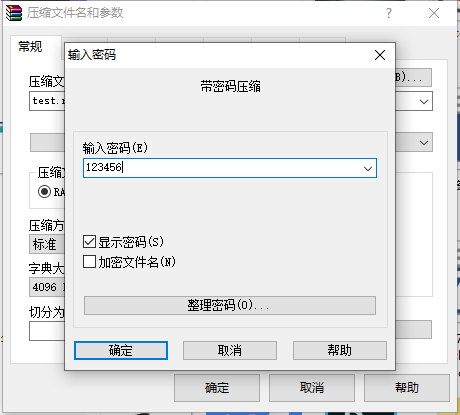 压缩文件名和参数
常规
输入密码
带密码压缩
压缩文
B)...
test.r
输入密码(E)
123456
压缩文
RA
显示密码(S)
压缩方
加密文件名(N)
标准
字典大
4096
整理密码(O)...
切分为
确定
取消
帮助
确定
取消
帮助